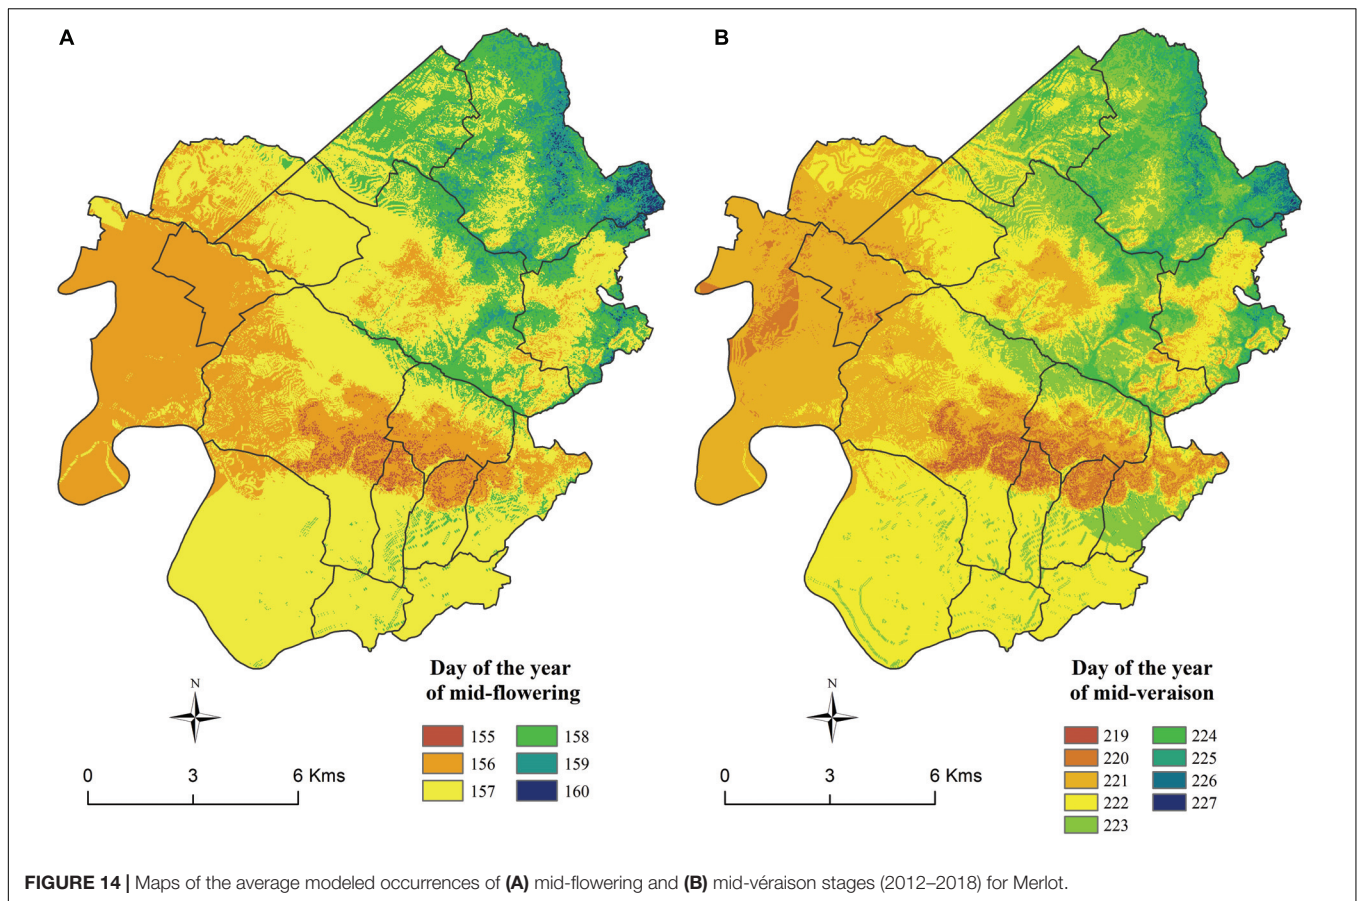 A
B
Day of the year
of mid-flowering
155
156
157
158
159
160
N
0 3 6 Kms
Day of the year
of mid-veraison
219
220
221
222
223
224
225
226
227
N
0 3 6 Kms
FIGURE 14 | Maps of the average modeled occurrences of (A) mid-flowering and (B) mid-véraison stages (2012–2018) for Merlot.